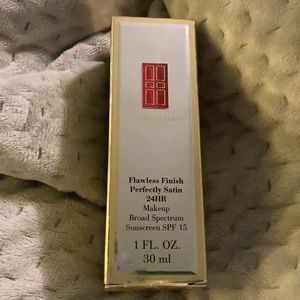 Flawless Finish
Perfectly Satin
24HR
Makeup
Broad Spectrum
Sunscreen SPF 15
1 FL. OZ.
30 ml